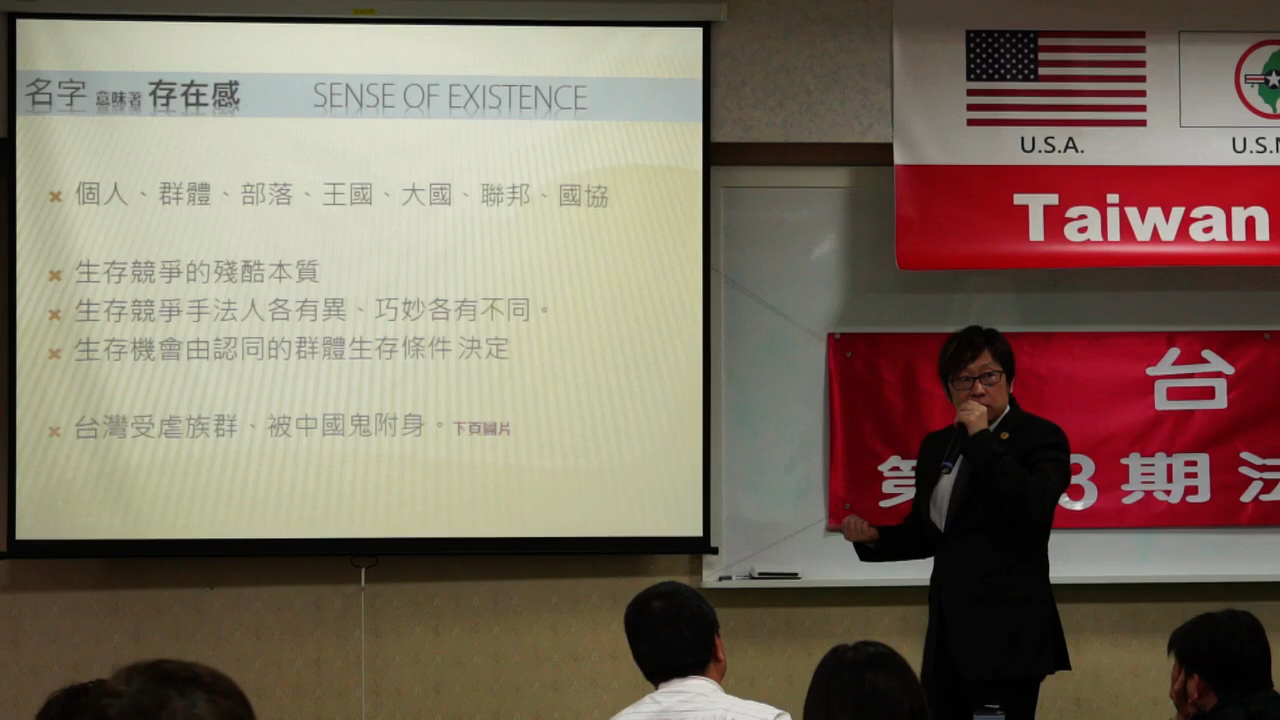 名字 意味著 存在感 SENSE OF EXISTENCE
個人、群體、部落、王國、大國、聯邦、國協
生存競爭的殘酷本質
生存競爭手法人各有異、巧妙各有不同。
生存機會由認同的群體生存條件決定
台灣受虐族群、被中國鬼附身。下頁圖片
U.S.A.
U.S.
Taiwan
台
第 3 期 法